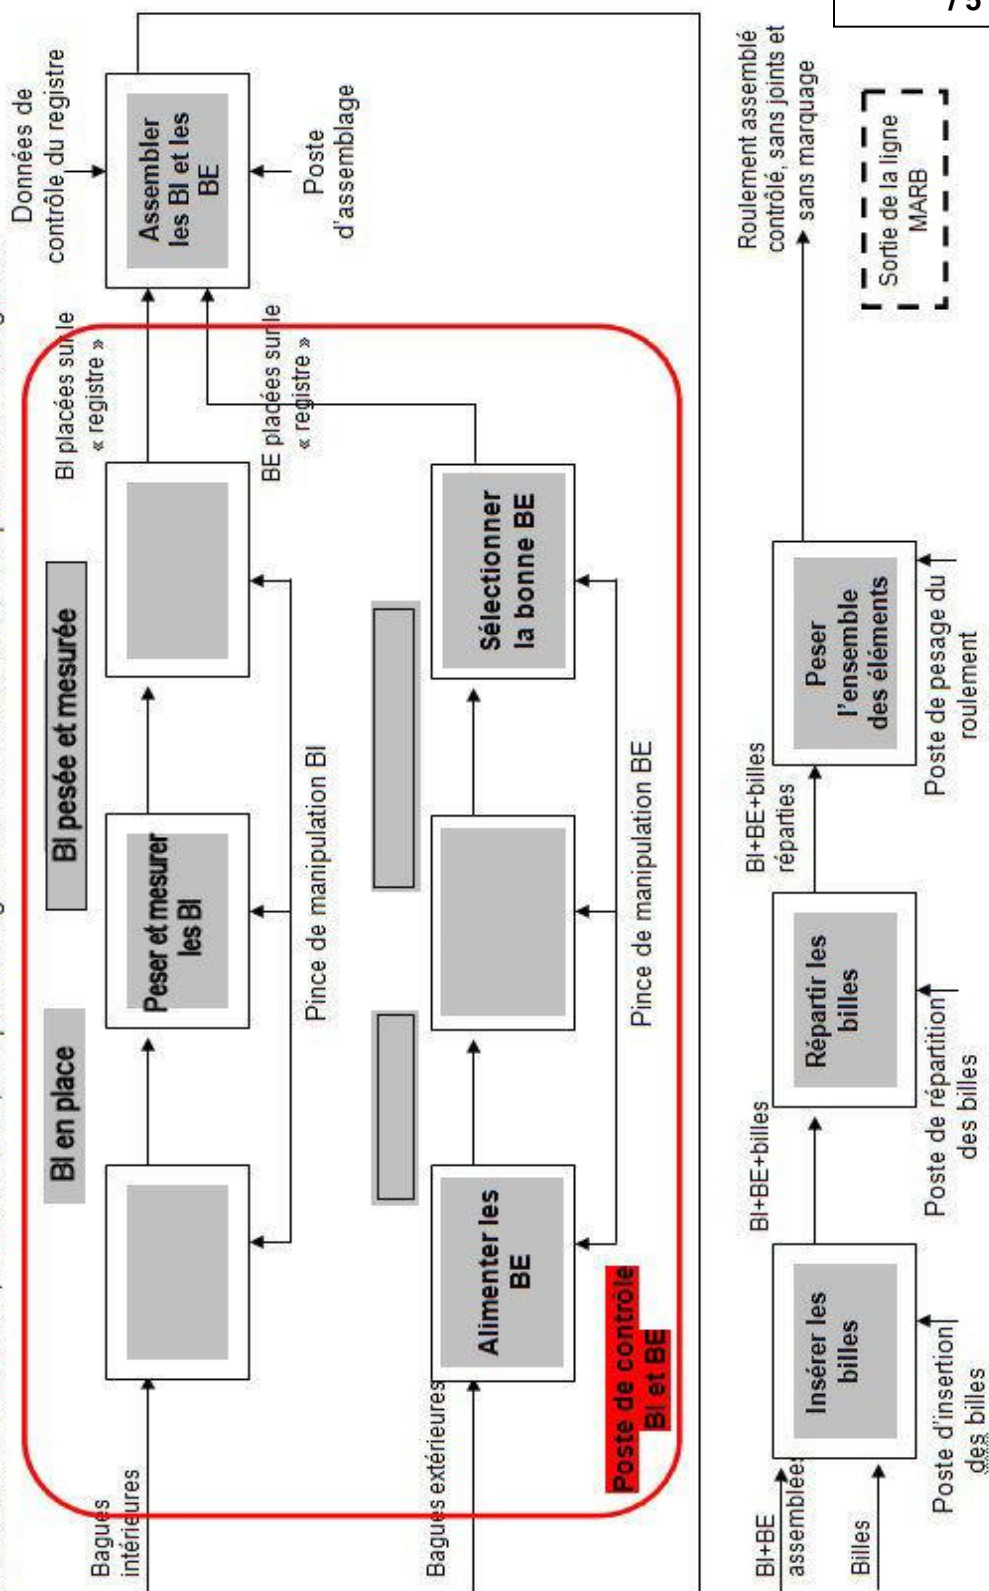 / 5
Données de
contrôle du registre
Assembler
les BI et les
BE
Poste
d'assemblage
BI placées sur le
« registre »
BE placées sur le
« registre »
BI pesée et mesurée
BI en place
Peser et mesurer
les BI
Pince de manipulation BI
Bagues
intérieures
Sélectionner
la bonne BE
Alimenter les
BE
Pince de manipulation BE
Bagues extérieures
Poste de contrôle
BI et BE
BI+BE
assemblées
Billes
Insérer les
billes
Poste d'insertion
des billes
BI+BE+billes
Répartir les
billes
Poste de répartition
des billes
BI+BE+billes
réparties
Peser
l'ensemble
des éléments
Poste de pesage du
roulement
Roulement assemblé
contrôlé, sans joints et
sans marquage
Sortie de la ligne
MARB